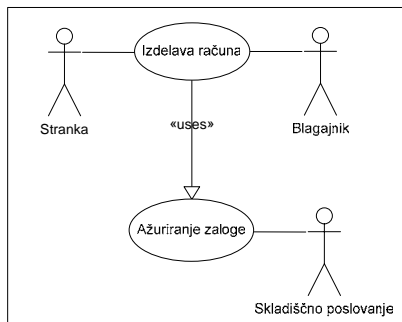 Izdelava računa
Stranka
«uses»
Blagajnik
Ažuriranje zaloge
Skladiščno poslovanje